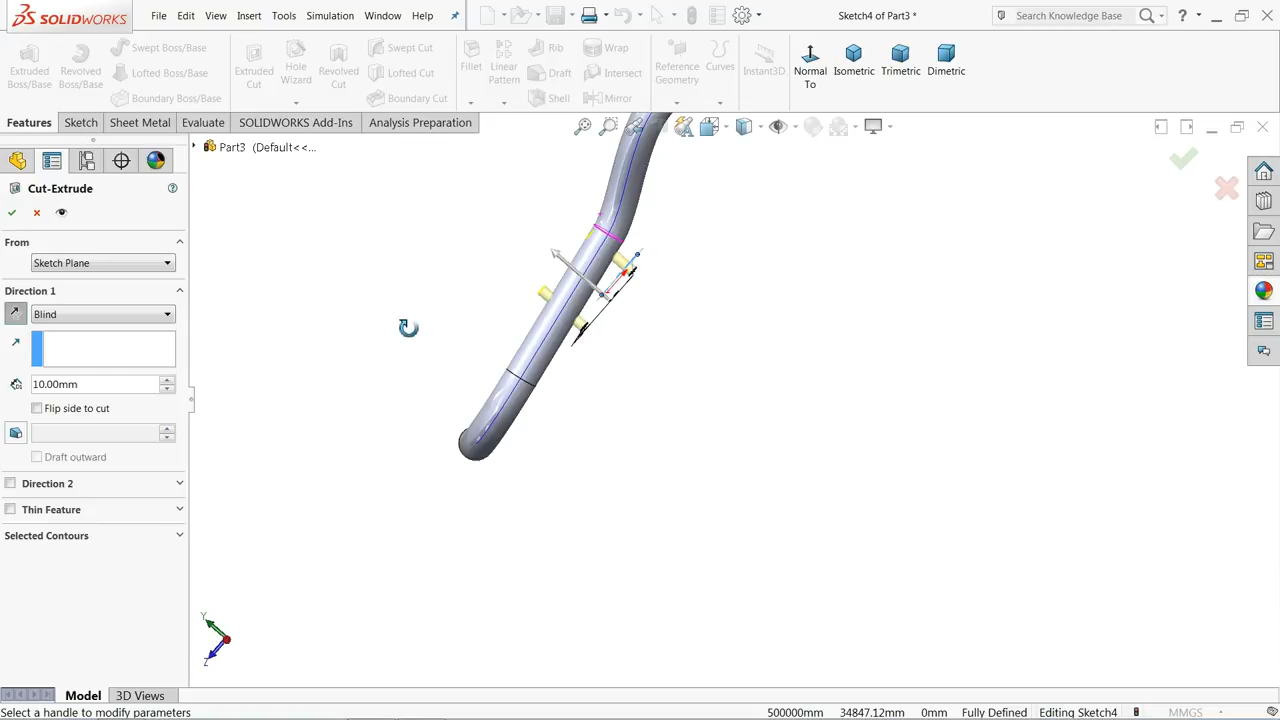 SOLIDWORKS
File Edit View Insert Tools Simulation Window Help
Sketch4 of Part3 *
Search Knowledge Base
Extruded Boss/Base
Revolved Boss/Base
Swept Boss/Base
Lofted Boss/Base
Boundary Boss/Base
Extruded Cut
Hole Wizard
Revolved Cut
Swept Cut
Lofted Cut
Boundary Cut
Fillet
Linear Pattern
Rib
Draft
Shell
Wrap
Intersect
Mirror
Reference Geometry
Curves
Instant3D
Normal To
Isometric
Trimetric
Dimetric
Features Sketch Sheet Metal Evaluate SOLIDWORKS Add-Ins Analysis Preparation
Part3 (Default<<...
Cut-Extrude
From
Sketch Plane
Direction 1
Blind
10.00mm
Flip side to cut
Draft outward
Direction 2
Thin Feature
Selected Contours
Y
Z
Model 3D Views
Select a handle to modify parameters
500000mm 34847.12mm 0mm Fully Defined Editing Sketch4 MMGS